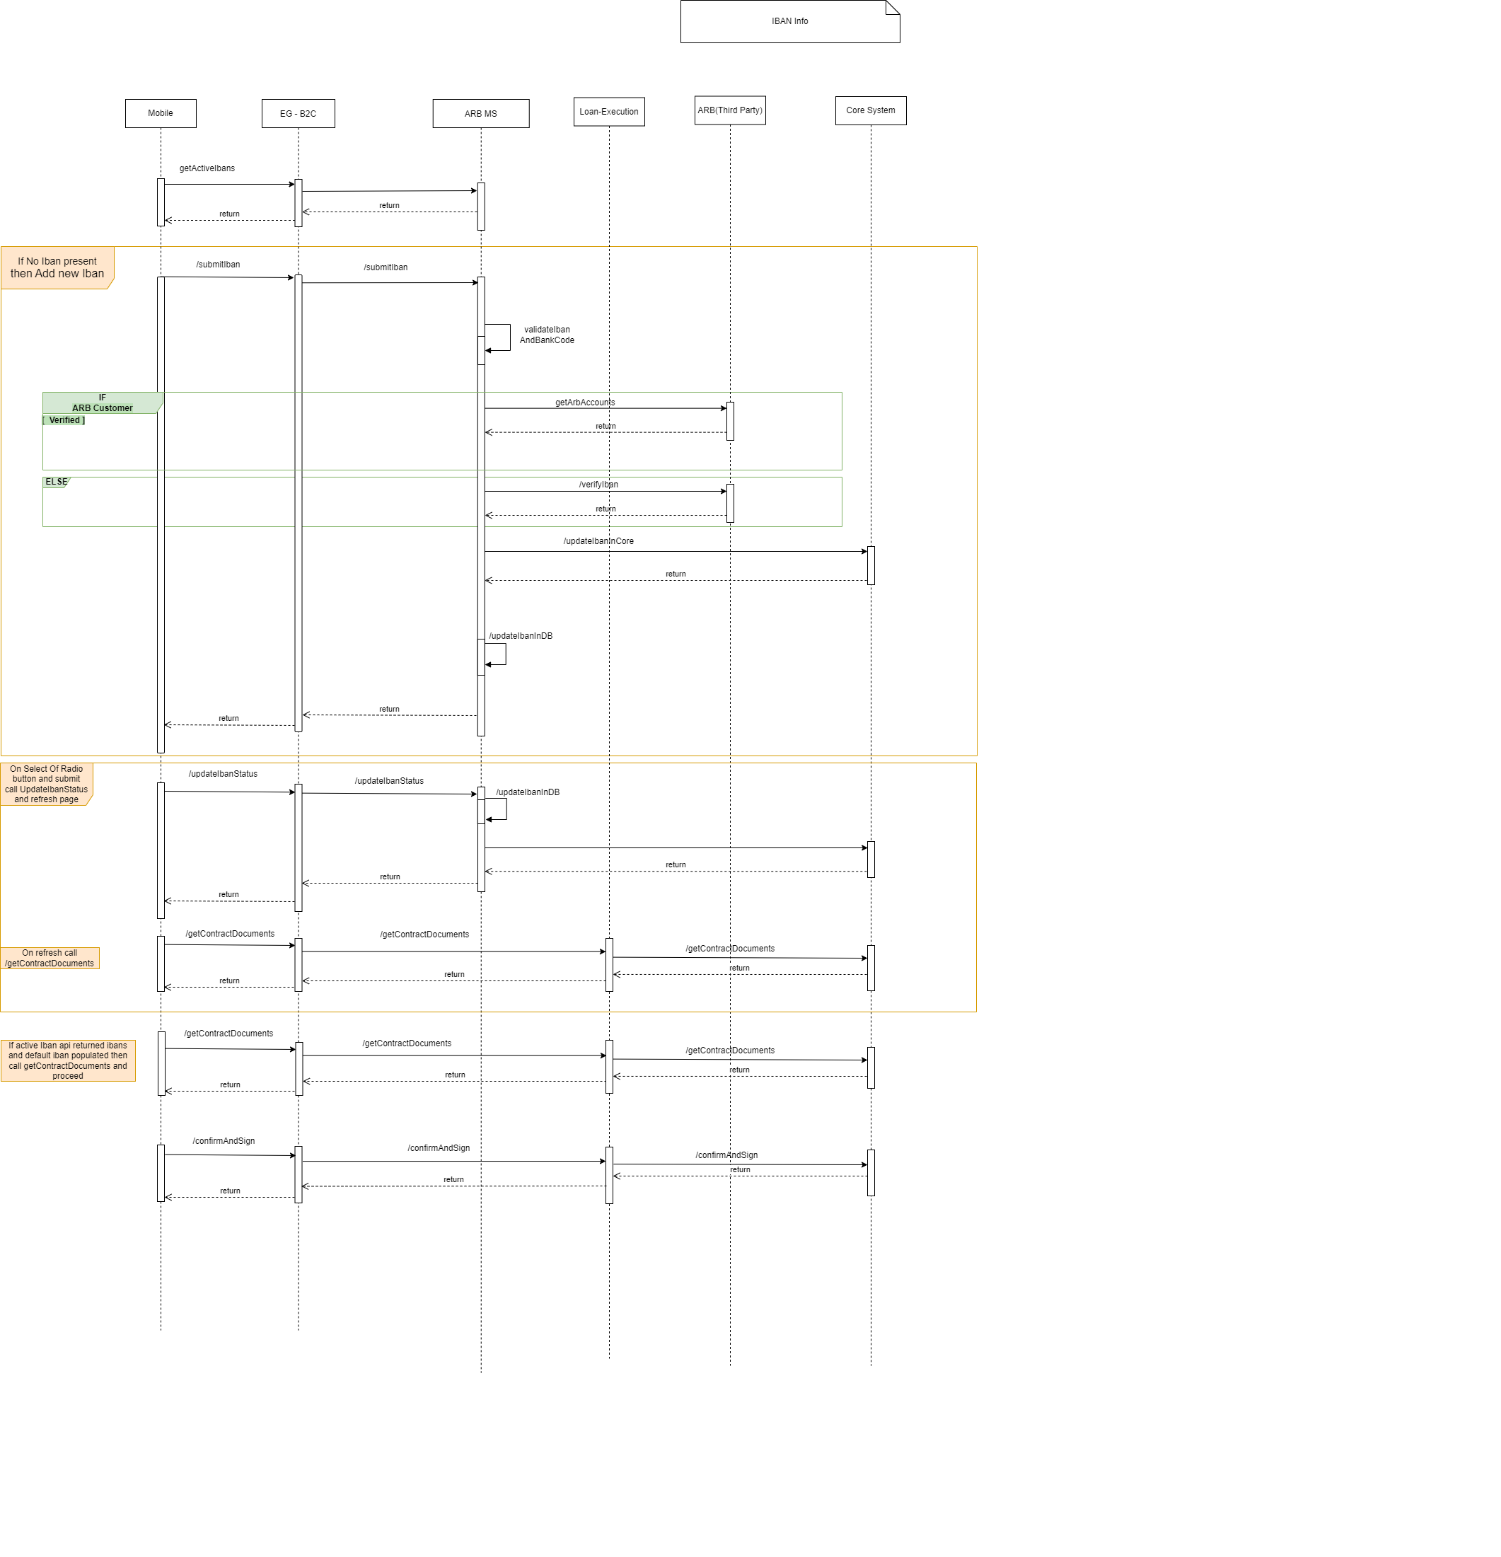 IBAN Info
Mobile
EG - B2C
ARB MS
Loan-Execution
ARB(Third Party)
Core System
getActiveIbans
return
return
If No Iban present
then Add new Iban
/submitIban
/submitIban
validateIban
AndBankCode
IF
ARB Customer
[ Verified ]
getArbAccounts
return
ELSE
/verifyIban
return
/updateIbanInCore
return
/updateIbanInDB
return
return
On Select Of Radio
button and submit
call UpdateIbanStatus
and refresh page
/updateIbanStatus
/updateIbanStatus
/updateIbanInDB
return
return
return
On refresh call
/getContractDocuments
/getContractDocuments
/getContractDocuments
/getContractDocuments
return
return
return
If active Iban api returned ibans
and default iban populated then
call getContractDocuments and
proceed
/getContractDocuments
/getContractDocuments
/getContractDocuments
return
return
return
/confirmAndSign
/confirmAndSign
/confirmAndSign
return
return
return